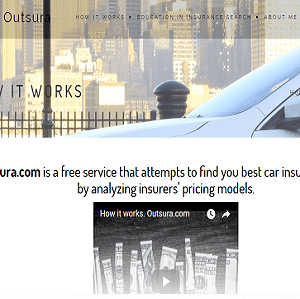 Outsura
HOW IT WORKS • EDUCATION IN INSURANCE SEARCH • ABOUT ME
IT WORKS
HO
sura.com is a free service that attempts to find you best car insu
by analyzing insurers' pricing models.
How it works. Outsura.com